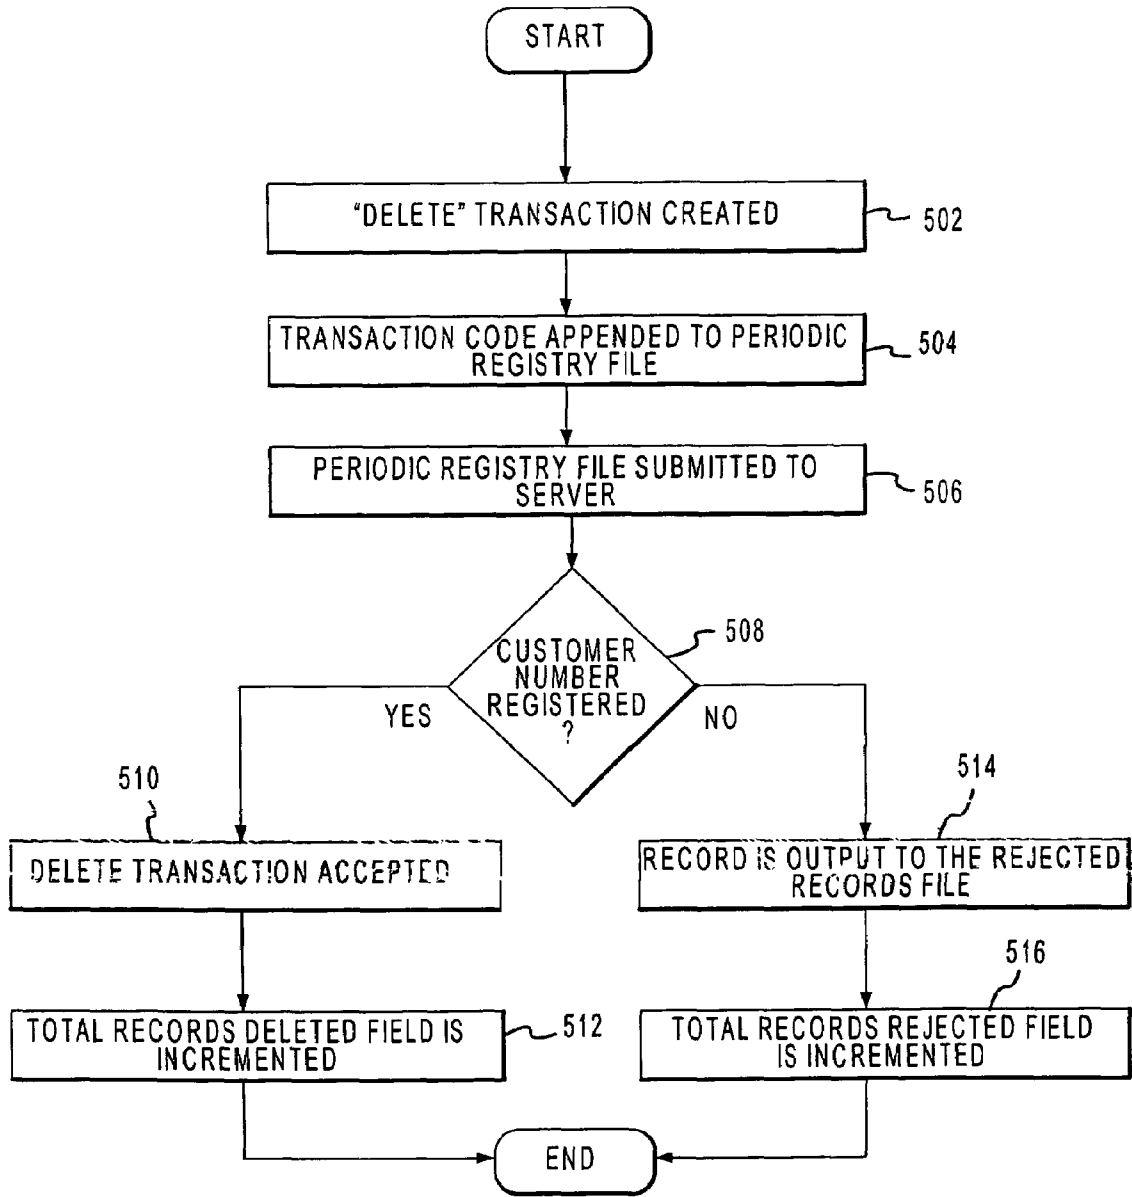 START
"DELETE" TRANSACTION CREATED
502
TRANSACTION CODE APPENDED TO PERIODIC
REGISTRY FILE
504
PERIODIC REGISTRY FILE SUBMITTED TO
SERVER
506
CUSTOMER
NUMBER
REGISTERED
?
508
YES
NO
510
DELETE TRANSACTION ACCEPTED
514
RECORD IS OUTPUT TO THE REJECTED
RECORDS FILE
TOTAL RECORDS DELETED FIELD IS
INCREMENTED
512
516
TOTAL RECORDS REJECTED FIELD
IS INCREMENTED
END